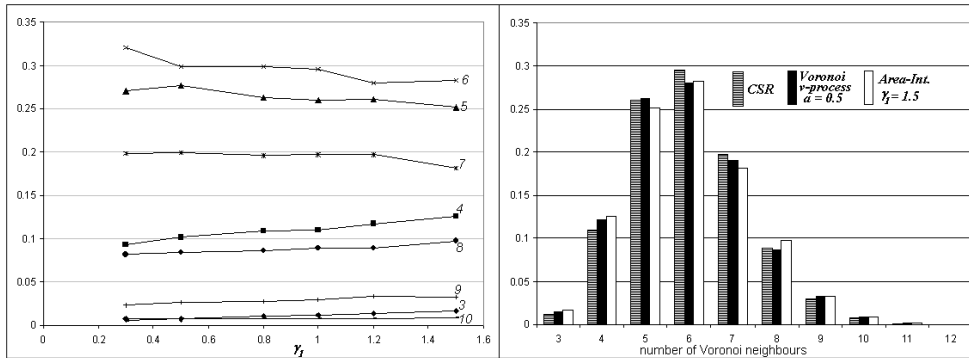 0.35
0.3
0.25
0.2
0.15
0.1
0.05
0
0 0.2 0.4 0.6 0.8 1 1.2 1.4 1.6
γ1
6
5
7
4
8
9
3
10
0.35
0.3
0.25
0.2
0.15
0.1
0.05
0
3 4 5 6 7 8 9 10 11 12
number of Voronoi neighbours
CSR
Voronoi
v-process
a = 0.5
Area-Int.
γ1 = 1.5